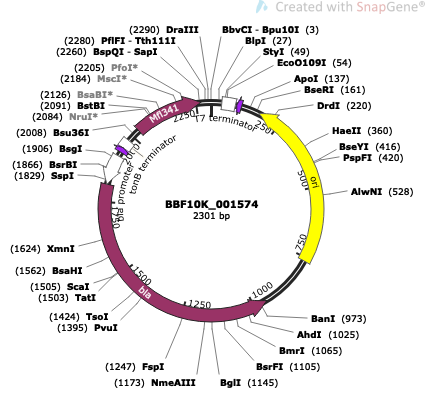 Created with SnapGene®
(2290) DraIII
(2280) PflFI - Tth111I
(2260) BspQI - SapI
(2205) PfoI*
(2184) MscI*
(2126) BsaBI*
(2091) BstBI
(2084) NruI*
(2008) Bsu36I
(1906) BsgI
(1866) BsrBI
(1829) SspI
(1624) XmnI
(1562) BsaHI
(1505) ScaI
(1503) TatI
(1424) TsoI
(1395) PvuI
(1247) FspI
(1173) NmeAIII
BglI (1145)
BsrFI (1105)
BmrI (1065)
AhdI (1025)
BanI (973)
AlwNI (528)
PspFI (420)
BseYI (416)
HaeII (360)
DrdI (220)
BseRI (161)
ApoI (137)
EcoO109I (54)
StyI (49)
BlpI (27)
BbvCI - Bpu10I (3)
Mfl341
T7 terminator
tonB terminator
bla promoter
ori
bla
250
500
750
1000
1250
1500
1750
2000
2250
BBF10K_001574
2301 bp